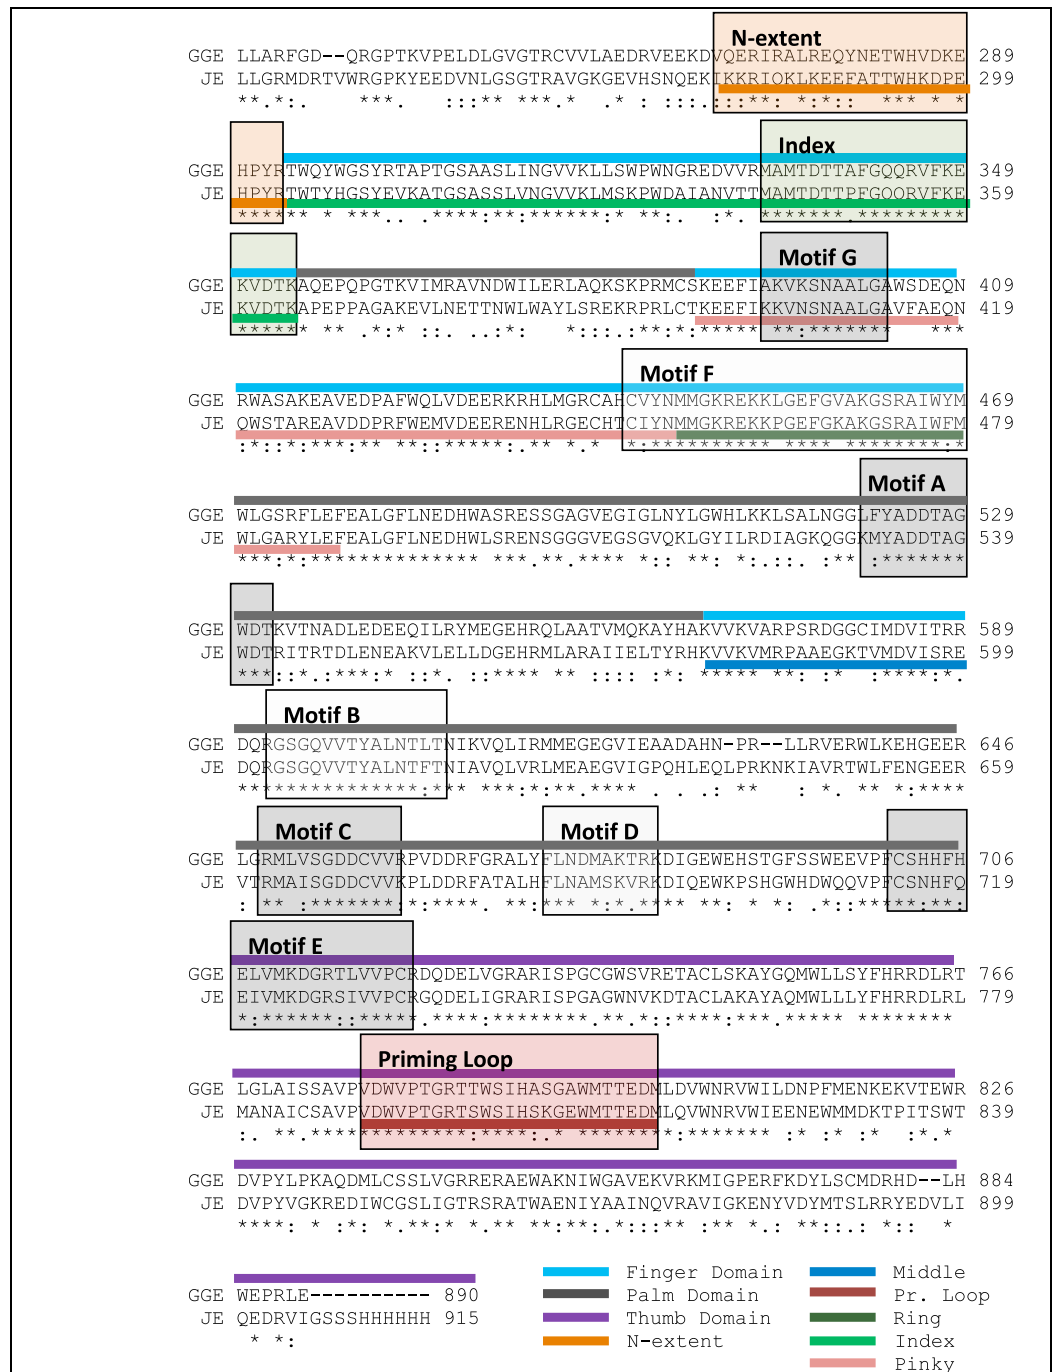 N-extent
GGE LLARFGD--QRGPTKVPELDLGVGTRCVVLAEDRVEEKDVQERIRALREQYNETWHVDKE 289
JE LLGRMDRTVWRGPKYEEDVNLGSGTRAVGKGEVHSNQEKIKKRIQKLKEEFATTWHKDPE 299
Index
GGE HPYRTWQYWGSYRTAPTGSAASLINGVVKLLSWPWNGREDVVRMAMTDTTAFGQQRVFKE 349
JE HPYRTWTYHGSYEVKATGSASSLVNGVVKLMSKPWDAIANVTTMAMTDTTPFGQQRVFKE 359
Motif G
GGE KVDTKAQEPQPGTKVIMRAVNDWILERLAQKSKPRMCSKEEFIAKVKSNAALGAWSDEQN 409
JE KVDTKAPEPPAGAKEVLNETTNWLWAYLSREKRPRLCTKEEFIKKVNSNAALGAVFAEQN 419
Motif F
GGE RWASAKEAVEDPAFWQLVDEERKRHLMGRCAHCVYNMMGKREKKLGEFGVAKGSRAIWYM 469
JE QWSTAREAVDDPRFWEMVDEERENHLRGECHTCIYNMMGKREKKPGEFGKAKGSRAIWFM 479
Motif A
GGE WLGSRFLEFEALGFLNEDHWASRESSGAGVEGIGLNYLGWHLKKLSALNGGLFYADDTAG 529
JE WLGARYLEFEALGFLNEDHWLSRENSGGGVEGSGVQKLGYILRDIAGKQGGKMYADDTAG 539
GGE WDTKVTNADLEDEEQILRYMEGEHRQLAATVMQKAYHAKVVKVARPSRDGGCIMDVITRR 589
JE WDTRITRTDLENEAKVLELLDGEHRMLARAIIELTYRHKVVKVMRPAAEGKTVMDVISRE 599
Motif B
GGE DQRGSGQVVTYALNTLTNIKVQLIRMMEGEGVIEAADAHN-PR--LLRVERWLKEHGEER 646
JE DQRGSGQVVTYALNTFTNIAVQLVRLMEAEGVIGPQHLEQLPRKNKIAVRTWLFENGEER 659
Motif C Motif D
GGE LGRMLVSGDDCVVRPVDDRFGRALYFLNDMAKTRKDIGEWEHSTGFSSWEEVPFCSHHFH 706
JE VTRMAISGDDCVVKPLDDRFATALHFLNAMSKVRKDIQEWKPSHGWHDWQQVPFCSNHFQ 719
Motif E
GGE ELVMKDGRTLVVPCRDQDELVGRARISPGCGWSVRETACLSKAYGQMWLLSYFHRRDLRT 766
JE EIVMKDGRSIVVPCRGQDELIGRARISPGAGWNVKDTACLAKAYAQMWLLLYFHRRDLRL 779
Priming Loop
GGE LGLAISSAVPVDWVPTGRTTWSIHASGAWMTTEDMLDVWNRVWILDNPFMENKEKVTEWR 826
JE MANAICSAVPVDWVPTGRTSWSIHSKGEWMTTEDMLQVWNRVWIEENEWMMDKTPITSWT 839
GGE DVPYLPKAQDMLCSSLVGRRERAEWAKNIWGAVEKVRKMIGPERFKDYLSCMDRHD--LH 884
JE DVPYVGKREDIWCGSLIGTRSRATWAENIYAAINQVRAVIGKENYVDYMTSLRRYEDVLI 899
GGE WEPRLE---------- 890
JE QEDRVIGSSSHHHHHH 915
Finger Domain
Palm Domain
Thumb Domain
N-extent
Middle
Pr. Loop
Ring
Index
Pinky